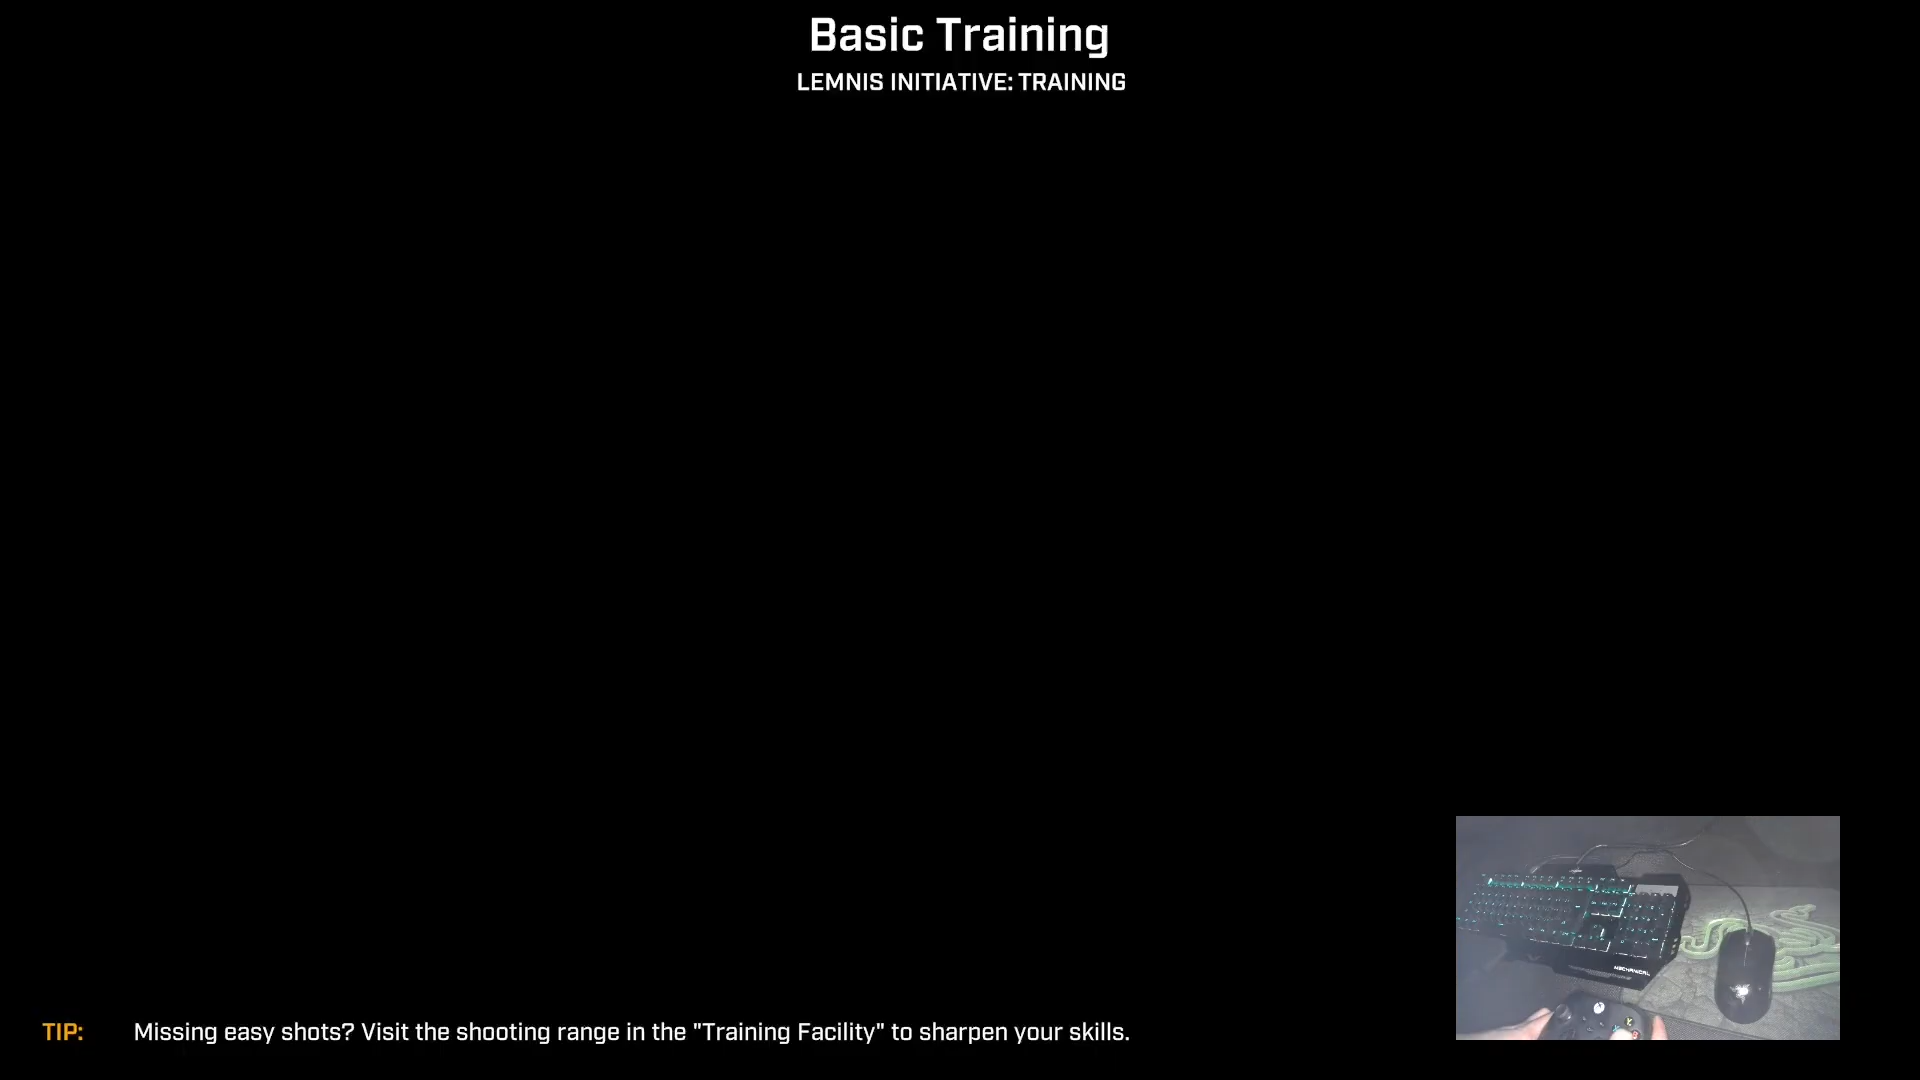 Basic Training
LEMNIS INITIATIVE: TRAINING
MECHANICAL
TIP: Missing easy shots? Visit the shooting range in the "Training Facility" to sharpen your skills.